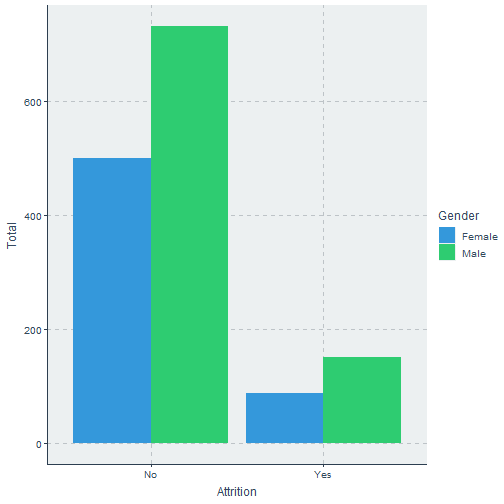 600
400
200
0
Total
No
Yes
Attrition
Gender
Female
Male